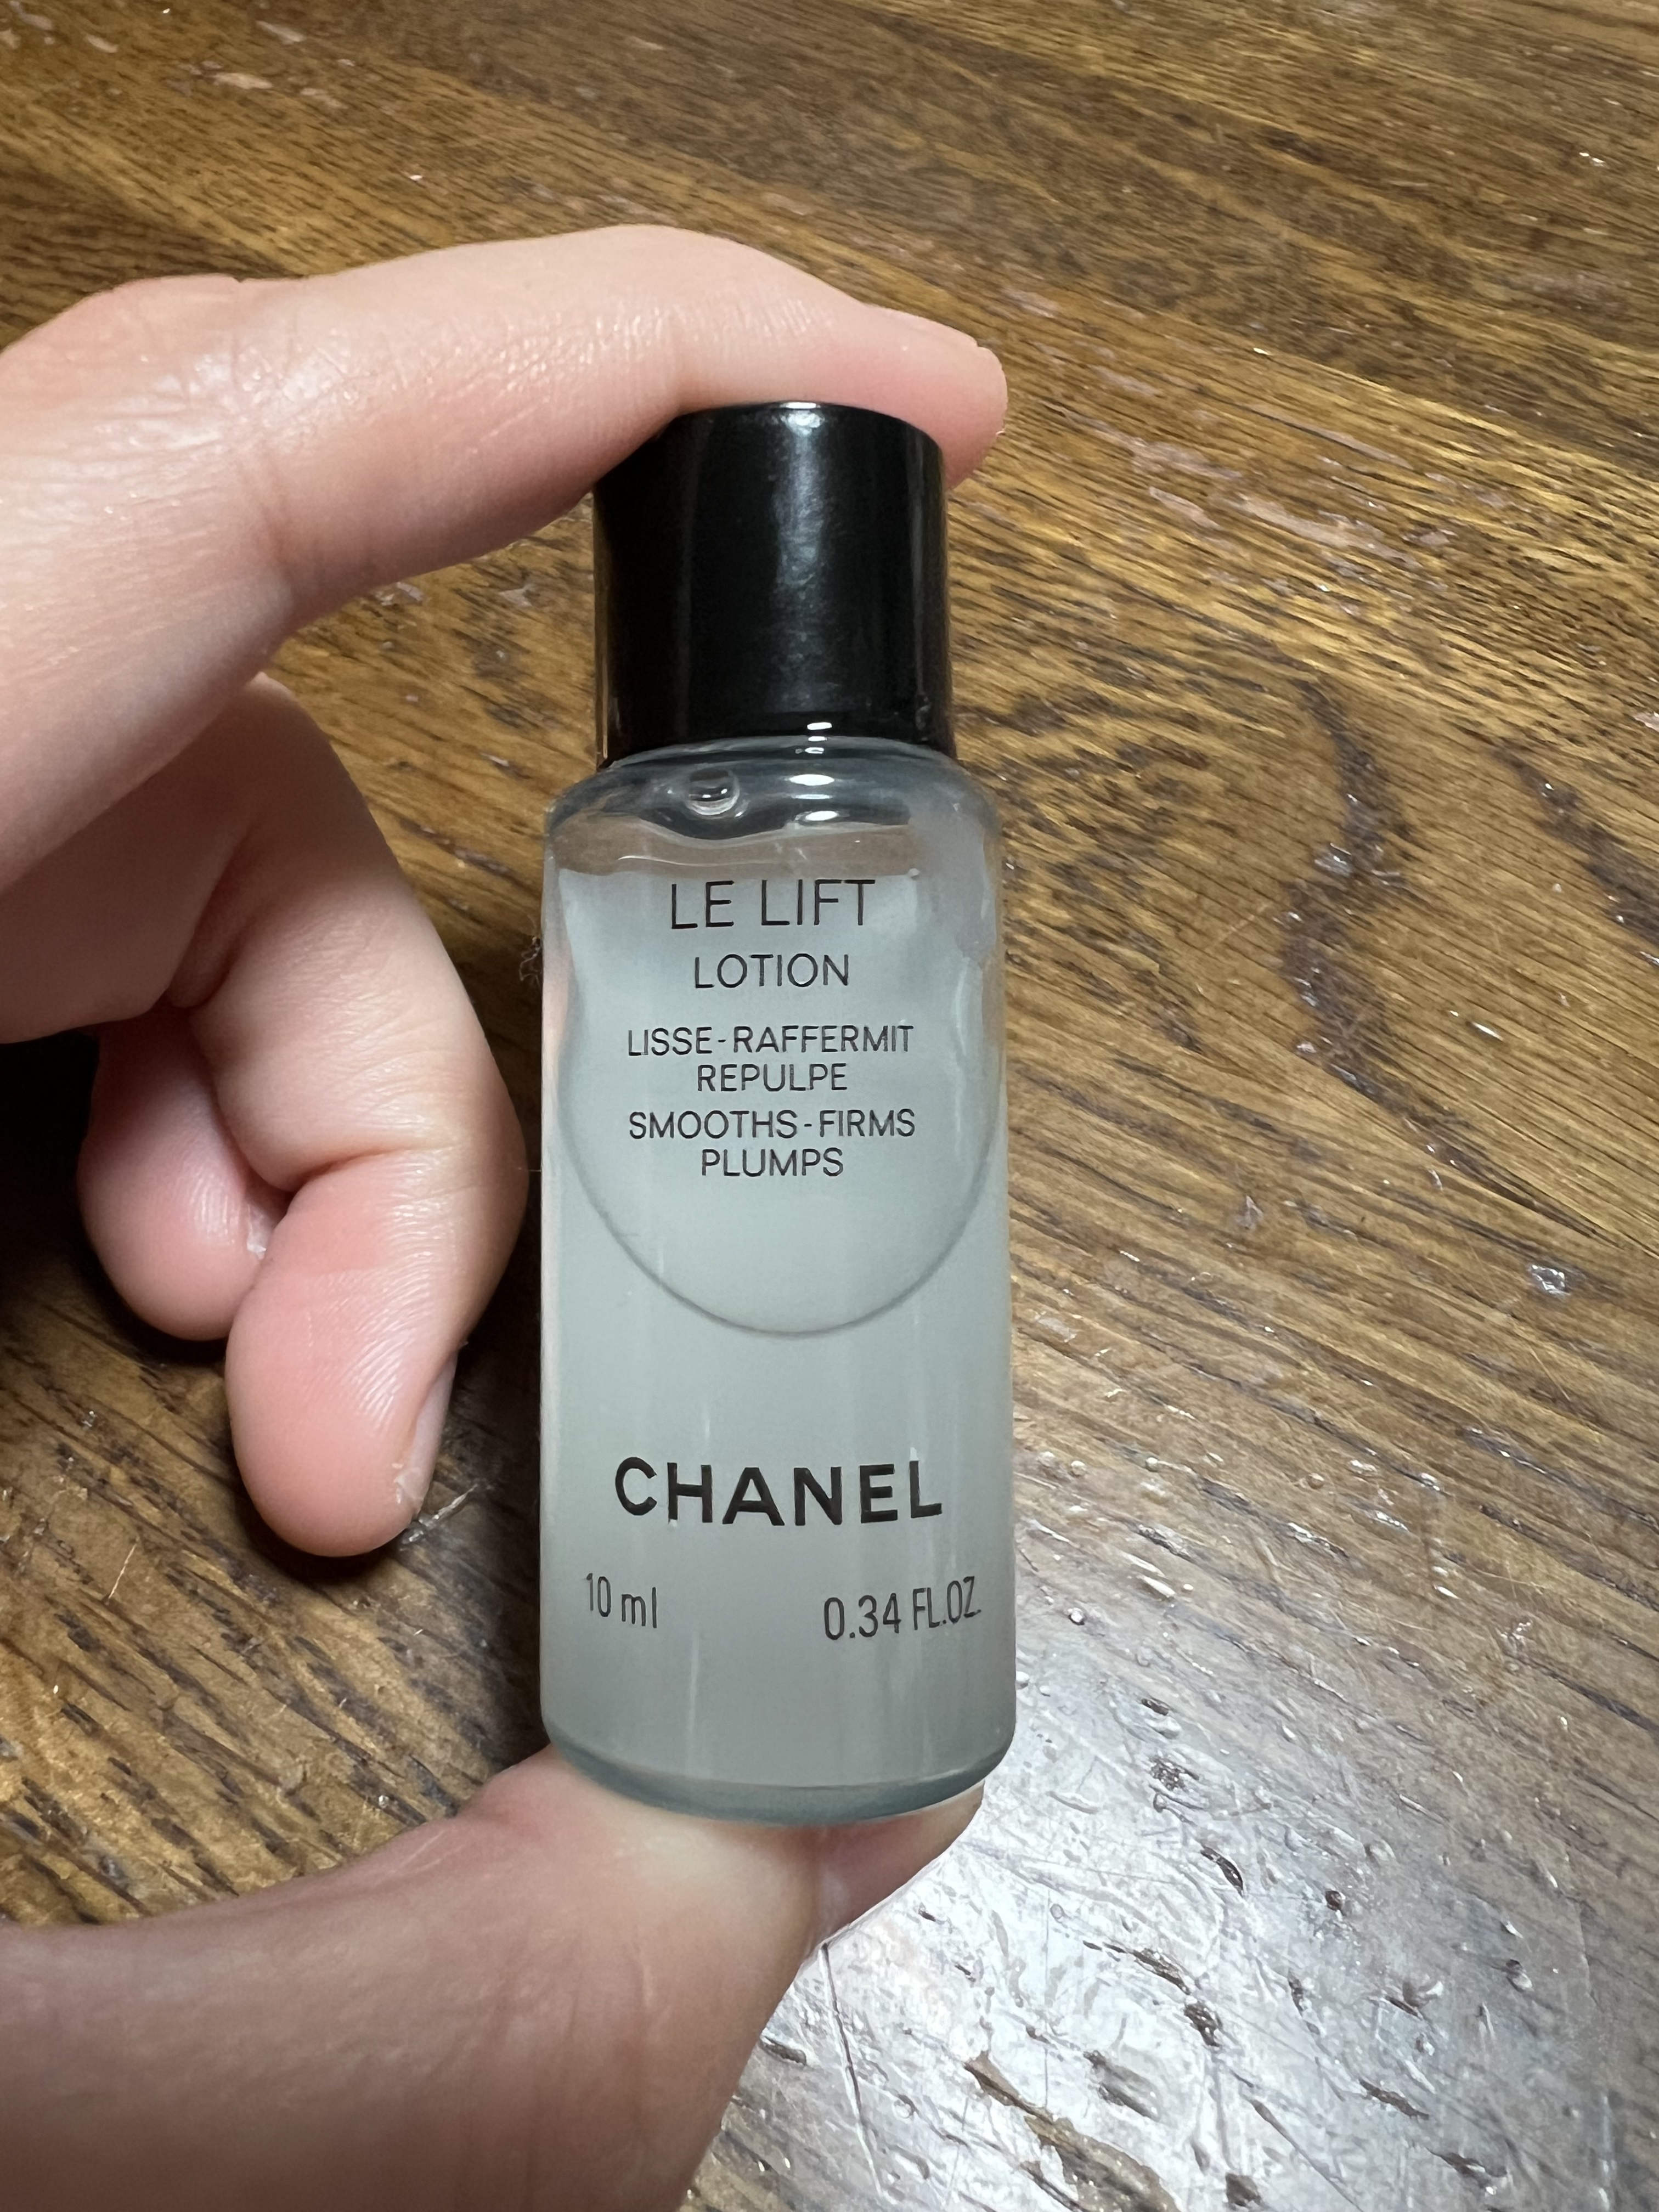 LE LIFT
LOTION
LISSE-RAFFERMIT
REPULPE
SMOOTHS-FIRMS
PLUMPS
CHANEL
10 ml 0.34 FL.OZ.